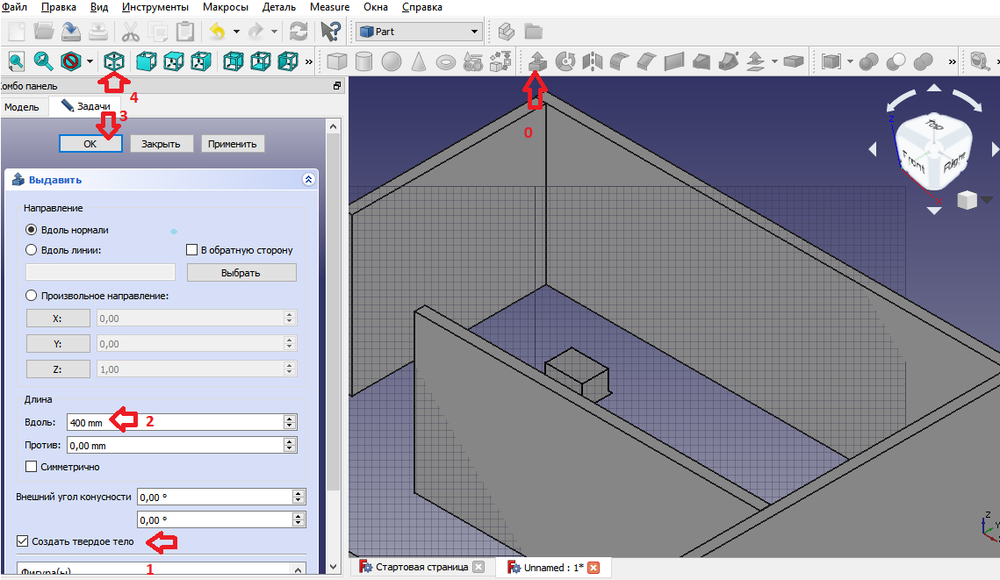 Файл Правка Вид Инструменты Макросы Деталь Measure Окна Справка
Part
»
»
омбо панель
4
Модель Задачи
3
0
OK Закрыть Применить
Выдавить
Направление
Вдоль нормали
Вдоль линии: В обратную сторону
Выбрать
Произвольное направление:
X: 0,00
Y: 0,00
Z: 1,00
Длина
Вдоль: 400 mm 2
Против: 0,00 mm
Симметрично
Внешний угол конусности 0,00 °
0,00 °
Создать твердое тело
1
Фигура(ы)
Top
Front
Right
Z
Z
Y
Стартовая страница
Unnamed : 1*